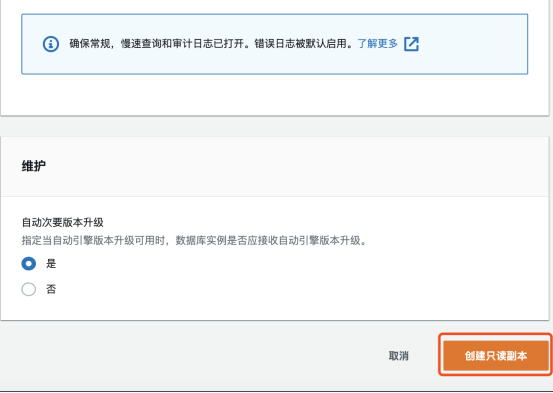 确保常规，慢速查询和审计日志已打开。错误日志被默认启用。了解更多
维护
自动次要版本升级
指定当自动引擎版本升级可用时，数据库实例是否应接收自动引擎版本升级。
是
否
取消
创建只读副本